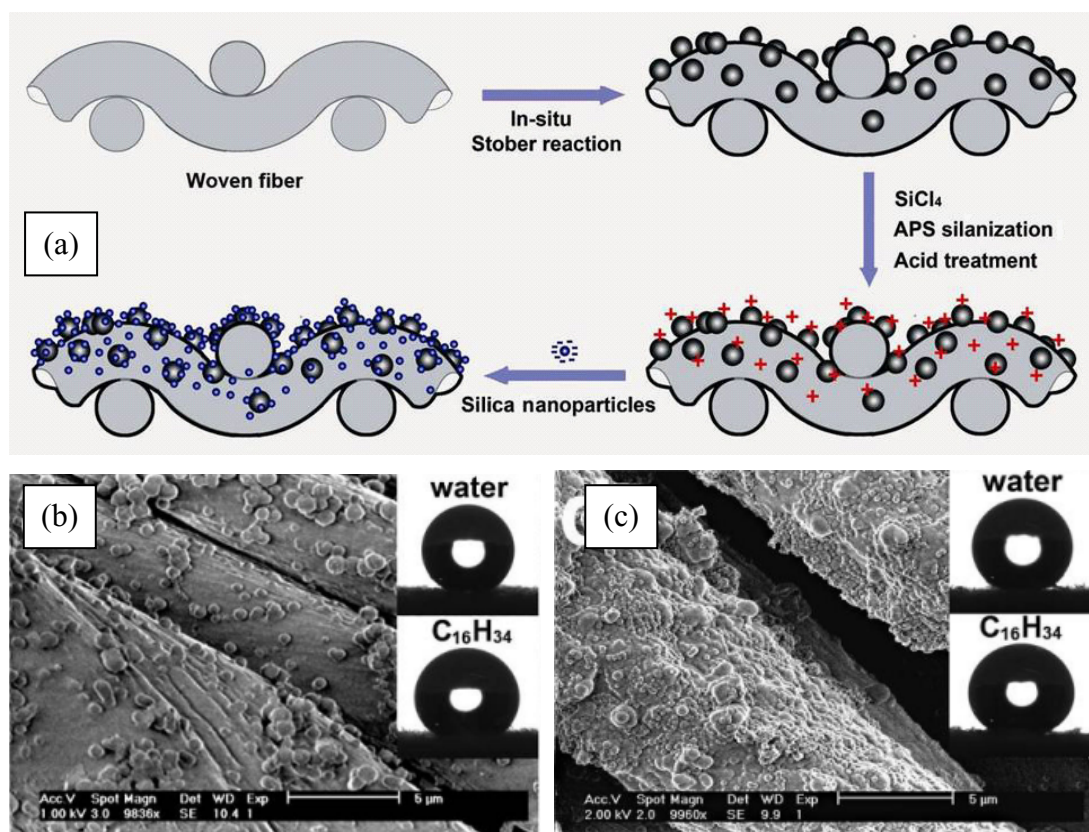 Woven fiber
In-situ
Stober reaction
(a)
SiCl₄
APS silanization
Acid treatment
Silica nanoparticles
(b)
water
C₁₆H₃₄
Acc.V Spot Magn Det WD Exp
1.00 kV 3.0 9836x SE 10.4 1
5 µm
(c)
water
C₁₆H₃₄
Acc.V Spot Magn Det WD Exp
2.00 kV 2.0 9960x SE 9.9 1
5 µm